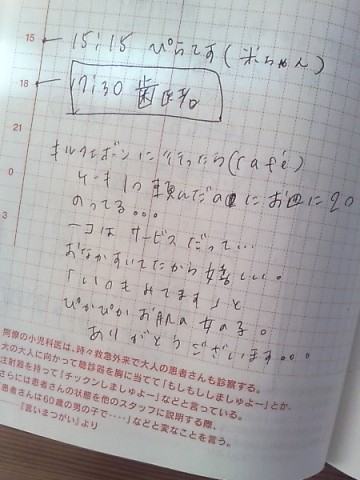 15 15:15 ぴらてす(米ちゃん)
18 17:30 歯医者
21
キルフェボンに行ったら(café)
0 ケーキ1つ頼んだのにお皿に20
のってる。。。
3 一コはサービスだって…
おなかすいてたから嬉しい。
「いつもみてます」と
ぴかぴかお肌の女の子。
ありがとうございます。。。
同僚の小児科医は、時々救急外来で大人の患者さんも診察する。
大の大人に向かって聴診器を胸に当てて「もしもししましゅよー」とか、
注射器を持って「チックンしましゅよー」などと言っている。
さらには患者さんの状態を他のスタッフに説明する際、
「患者さんは60歳の男の子で‥‥」などと変なことを言う。
『言いまつがい』より